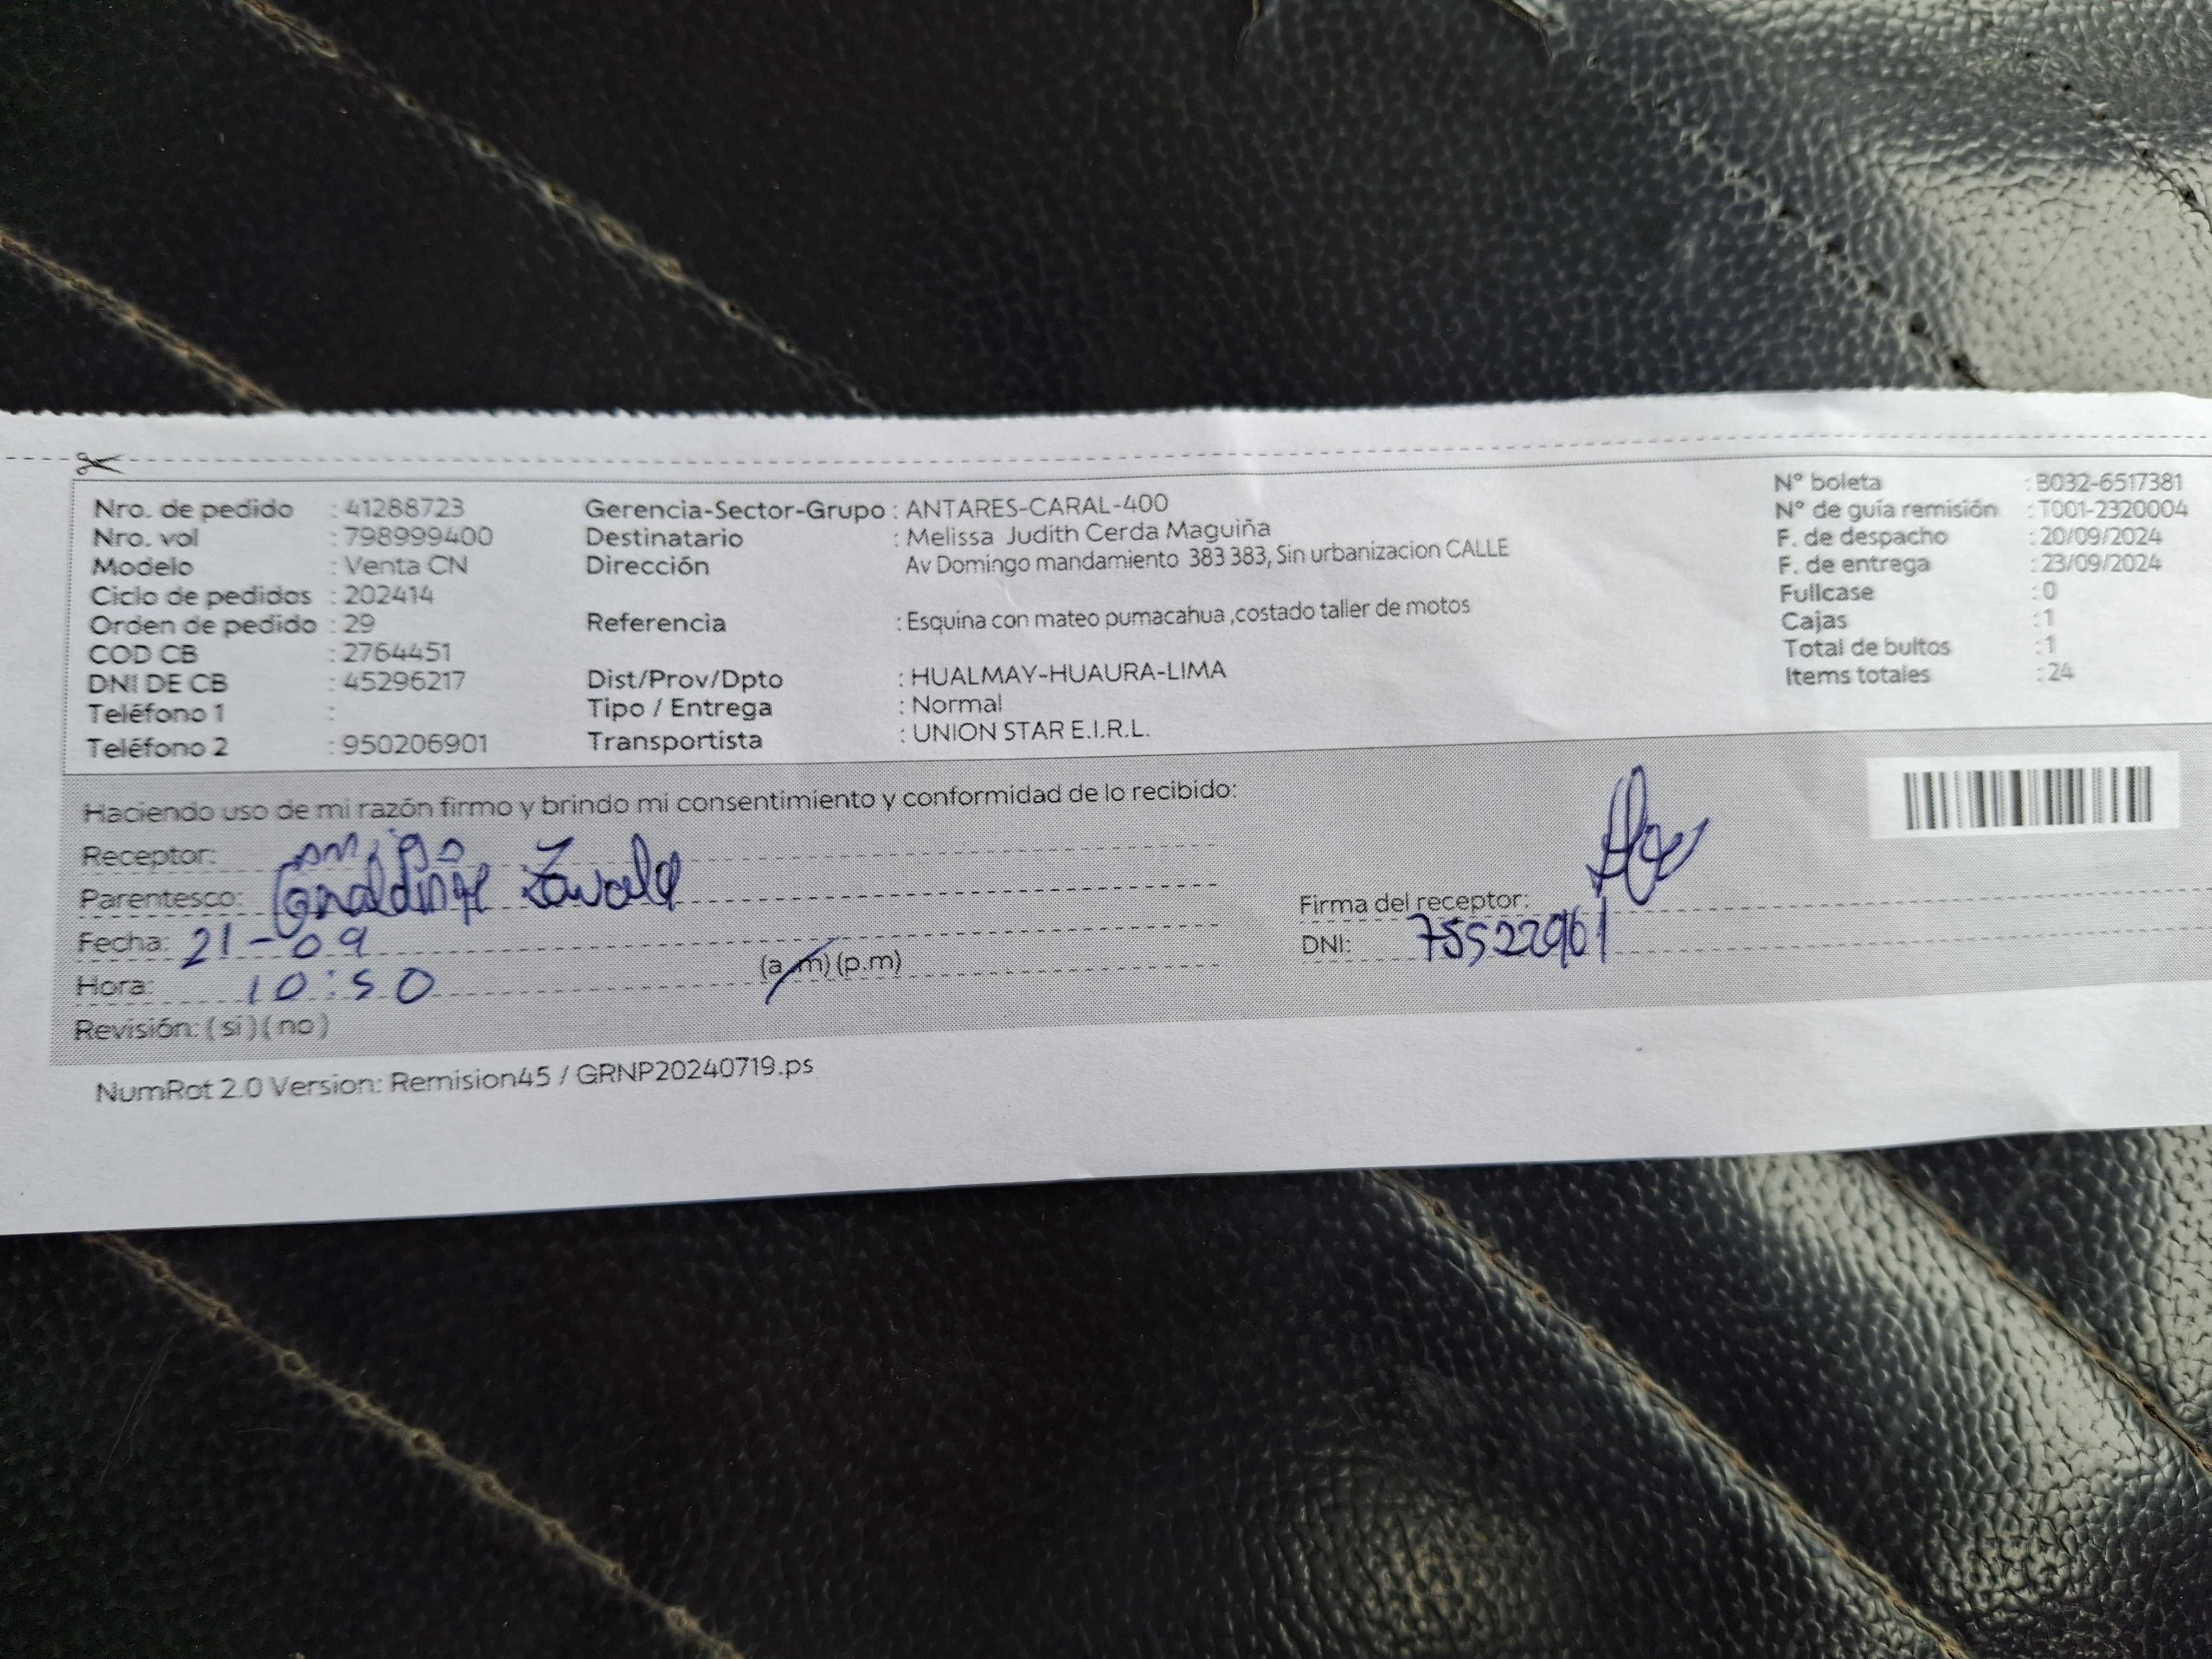 Nro. de pedido : 41288723
Nro. val : 798999400
Modelo : Venta CN
Ciclo de pedidos : 202414
Orden de pedido : 29
COD CB : 2764451
DNI DE CB : 45296217
Teléfono 1 :
Teléfono 2 : 950206901
Gerencia-Sector-Grupo : ANTARES-CARAL-400
Destinatario : Melissa Judith Cerda Maguiña
Dirección Av Domingo mandamiento 383 383, Sin urbanizacion CALLE
Referencia : Esquina con mateo pumacahua ,costado taller de motos
Dist/Prov/Dpto : HUALMAY-HUAURA-LIMA
Tipo / Entrega : Normal
Transportista : UNION STAR E.I.R.L.
N° boleta : B032-6517381
N° de guía remisión : T001-2320004
F. de despacho : 20/09/2024
F. de entrega : 23/09/2024
Fullcase : 0
Cajas : 1
Total de bultos : 1
Items totales : 24
Haciendo uso de mi razón firmo y brindo mi consentimiento y conformidad de lo recibido:
Receptor:
Parentesco:
Fecha: 21-09
Hora: 10:50 (a.m) (p.m)
Revisión: ( si ) ( no )
Firma del receptor:
DNI: 75522961
NumRot 2.0 Version: Remision45 / GRNP20240719.ps